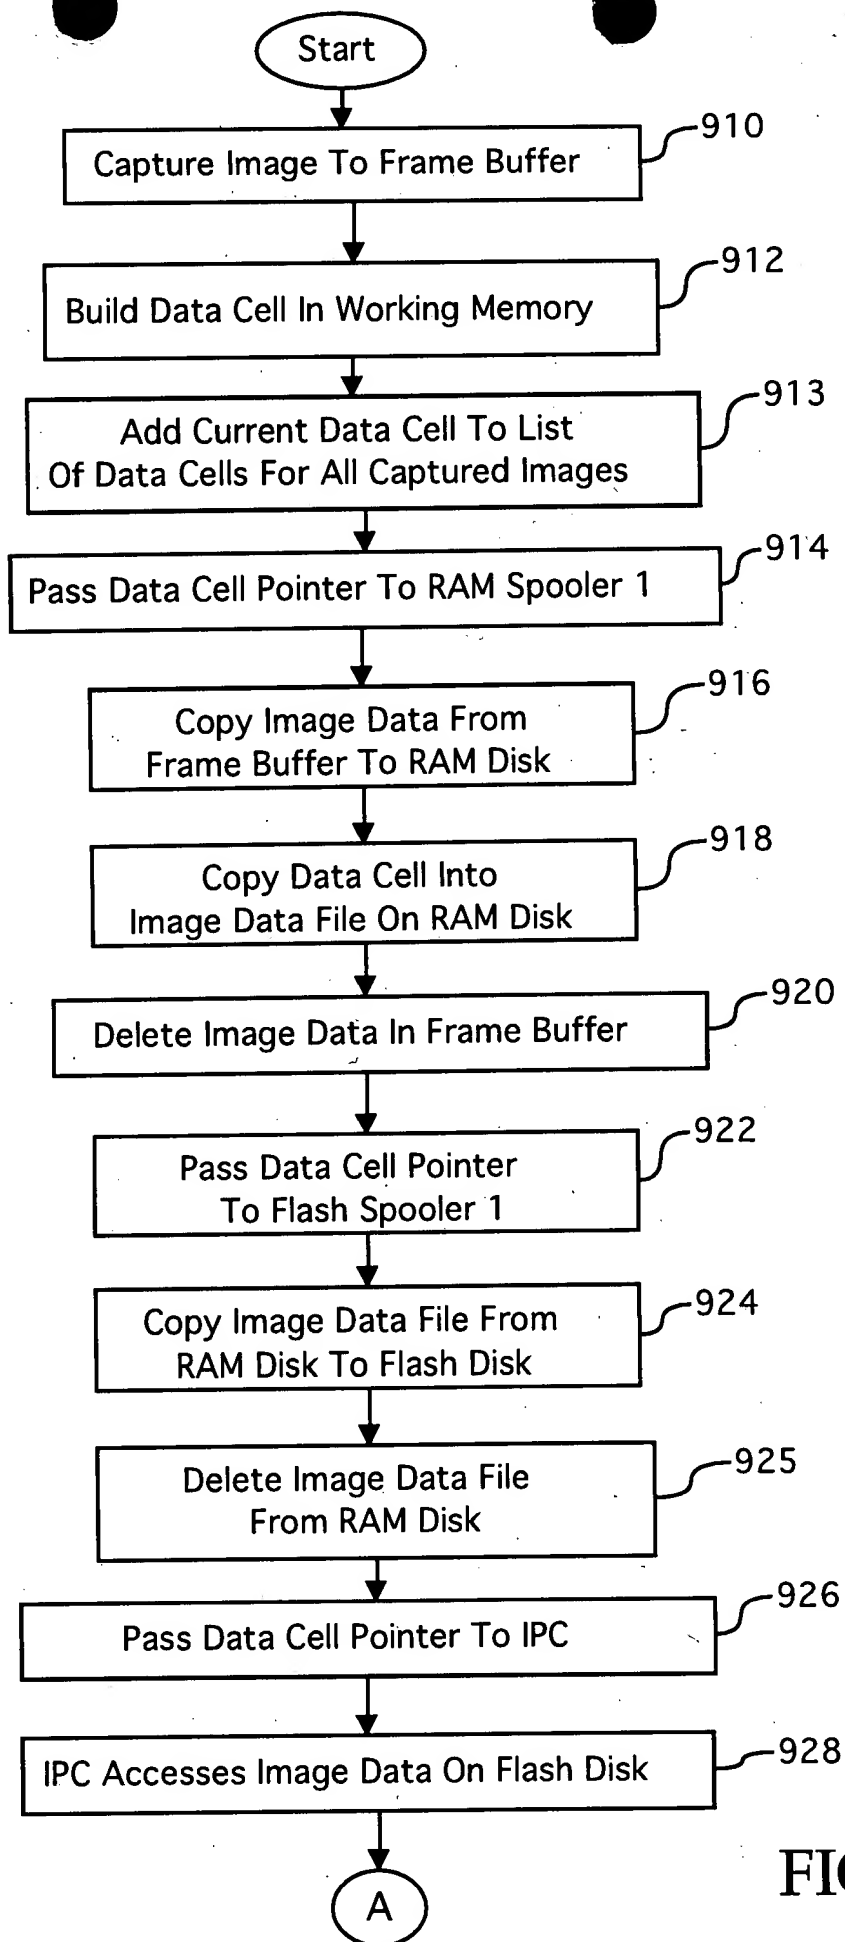 Start
910
Capture Image To Frame Buffer
912
Build Data Cell In Working Memory
913
Add Current Data Cell To List
Of Data Cells For All Captured Images
914
Pass Data Cell Pointer To RAM Spooler 1
916
Copy Image Data From
Frame Buffer To RAM Disk
918
Copy Data Cell Into
Image Data File On RAM Disk
920
Delete Image Data In Frame Buffer
922
Pass Data Cell Pointer
To Flash Spooler 1
924
Copy Image Data File From
RAM Disk To Flash Disk
925
Delete Image Data File
From RAM Disk
926
Pass Data Cell Pointer To IPC
928
IPC Accesses Image Data On Flash Disk
A